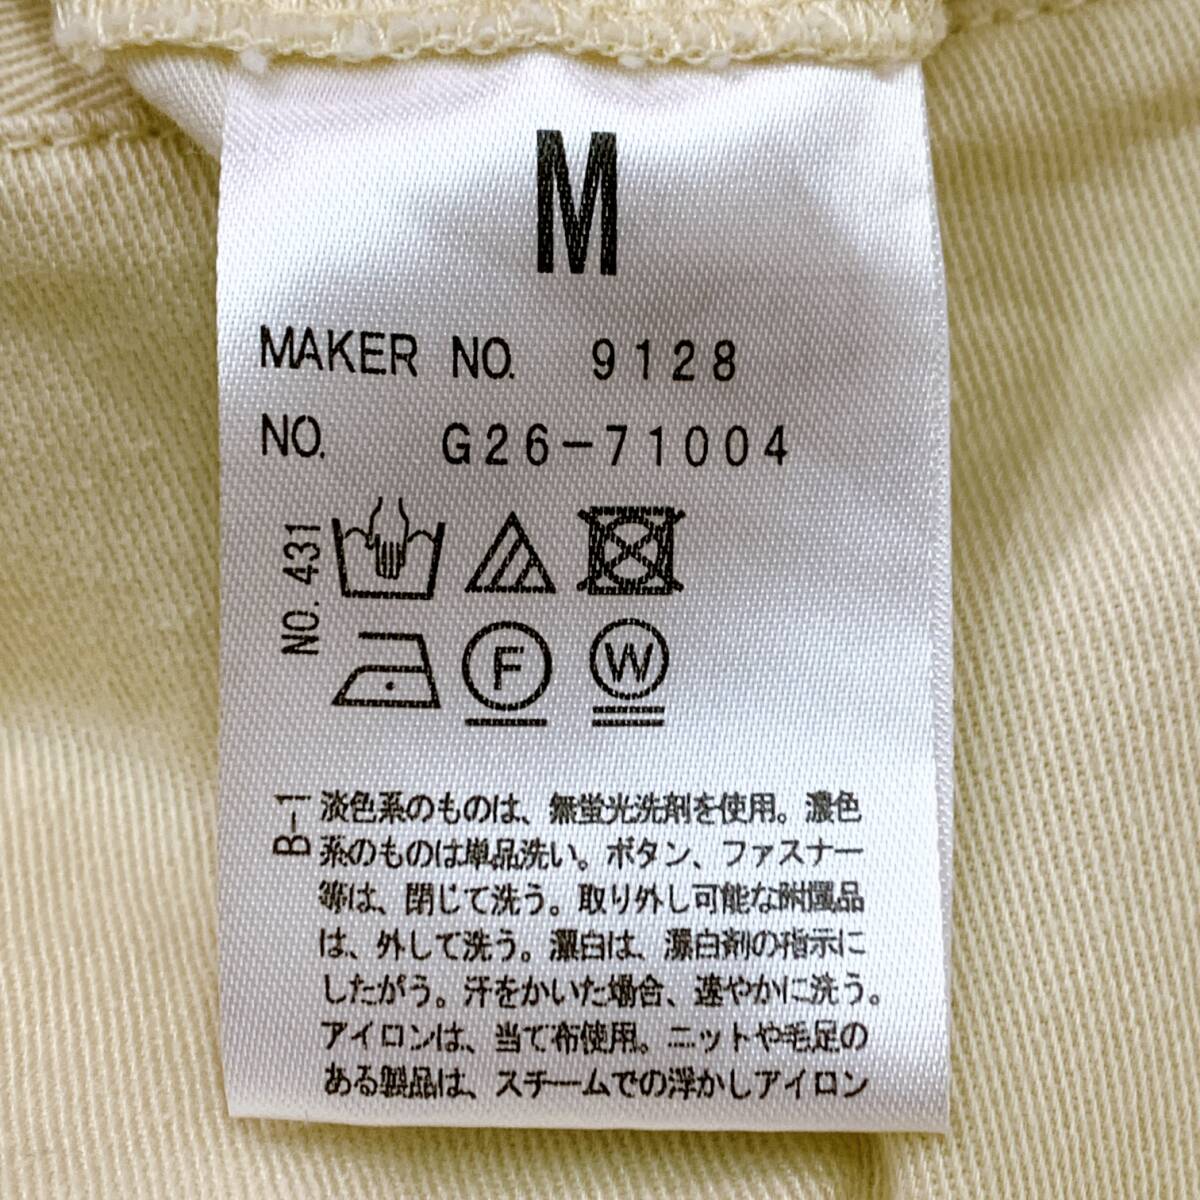 M
MAKER NO. 9128
NO. G26-71004
NO. 431
F
W
B-1
淡色系のものは、無蛍光洗剤を使用。濃色
系のものは単品洗い。ボタン、ファスナー
等は、閉じて洗う。取り外し可能な附属品
は、外して洗う。漂白は、漂白剤の指示に
したがう。汗をかいた場合、速やかに洗う。
アイロンは、当て布使用。ニットや毛足の
ある製品は、スチームでの浮かしアイロン